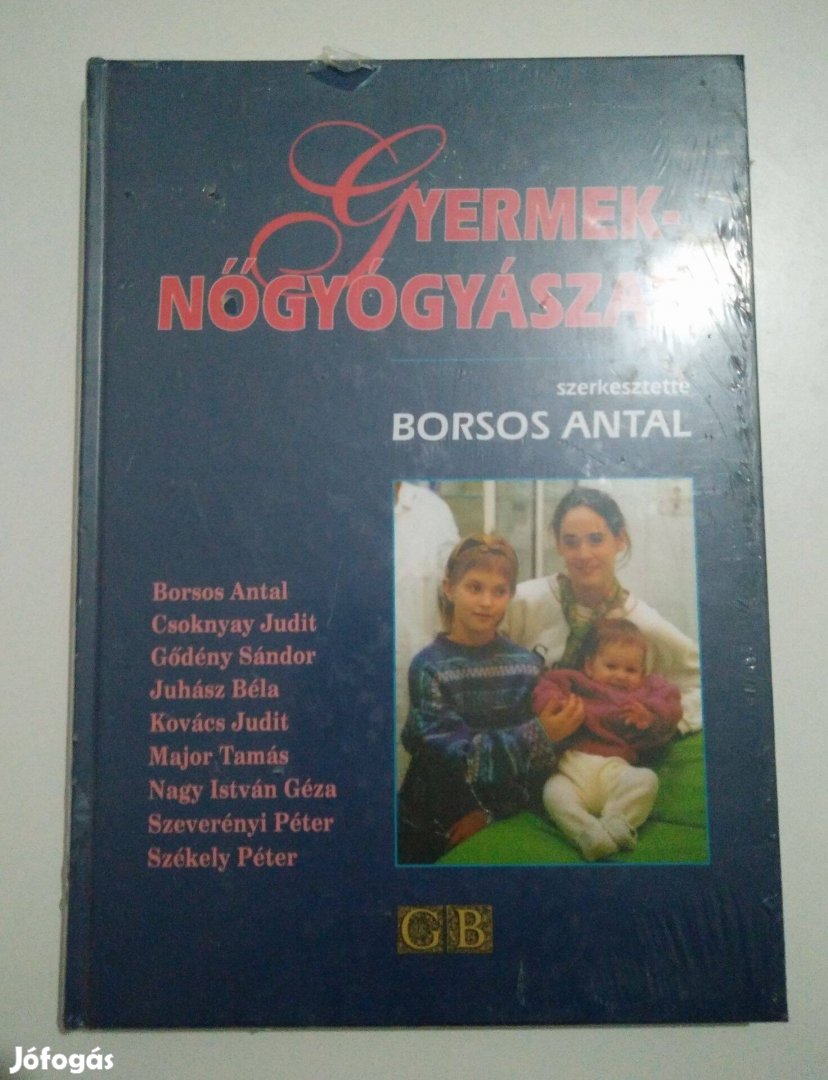 GYERMEK-
NŐGYÓGYÁSZAT
szerkesztette
BORSOS ANTAL
Borsos Antal
Csoknyay Judit
Gődény Sándor
Juhász Béla
Kovács Judit
Major Tamás
Nagy István Géza
Szeverényi Péter
Székely Péter
G B
Jófogás